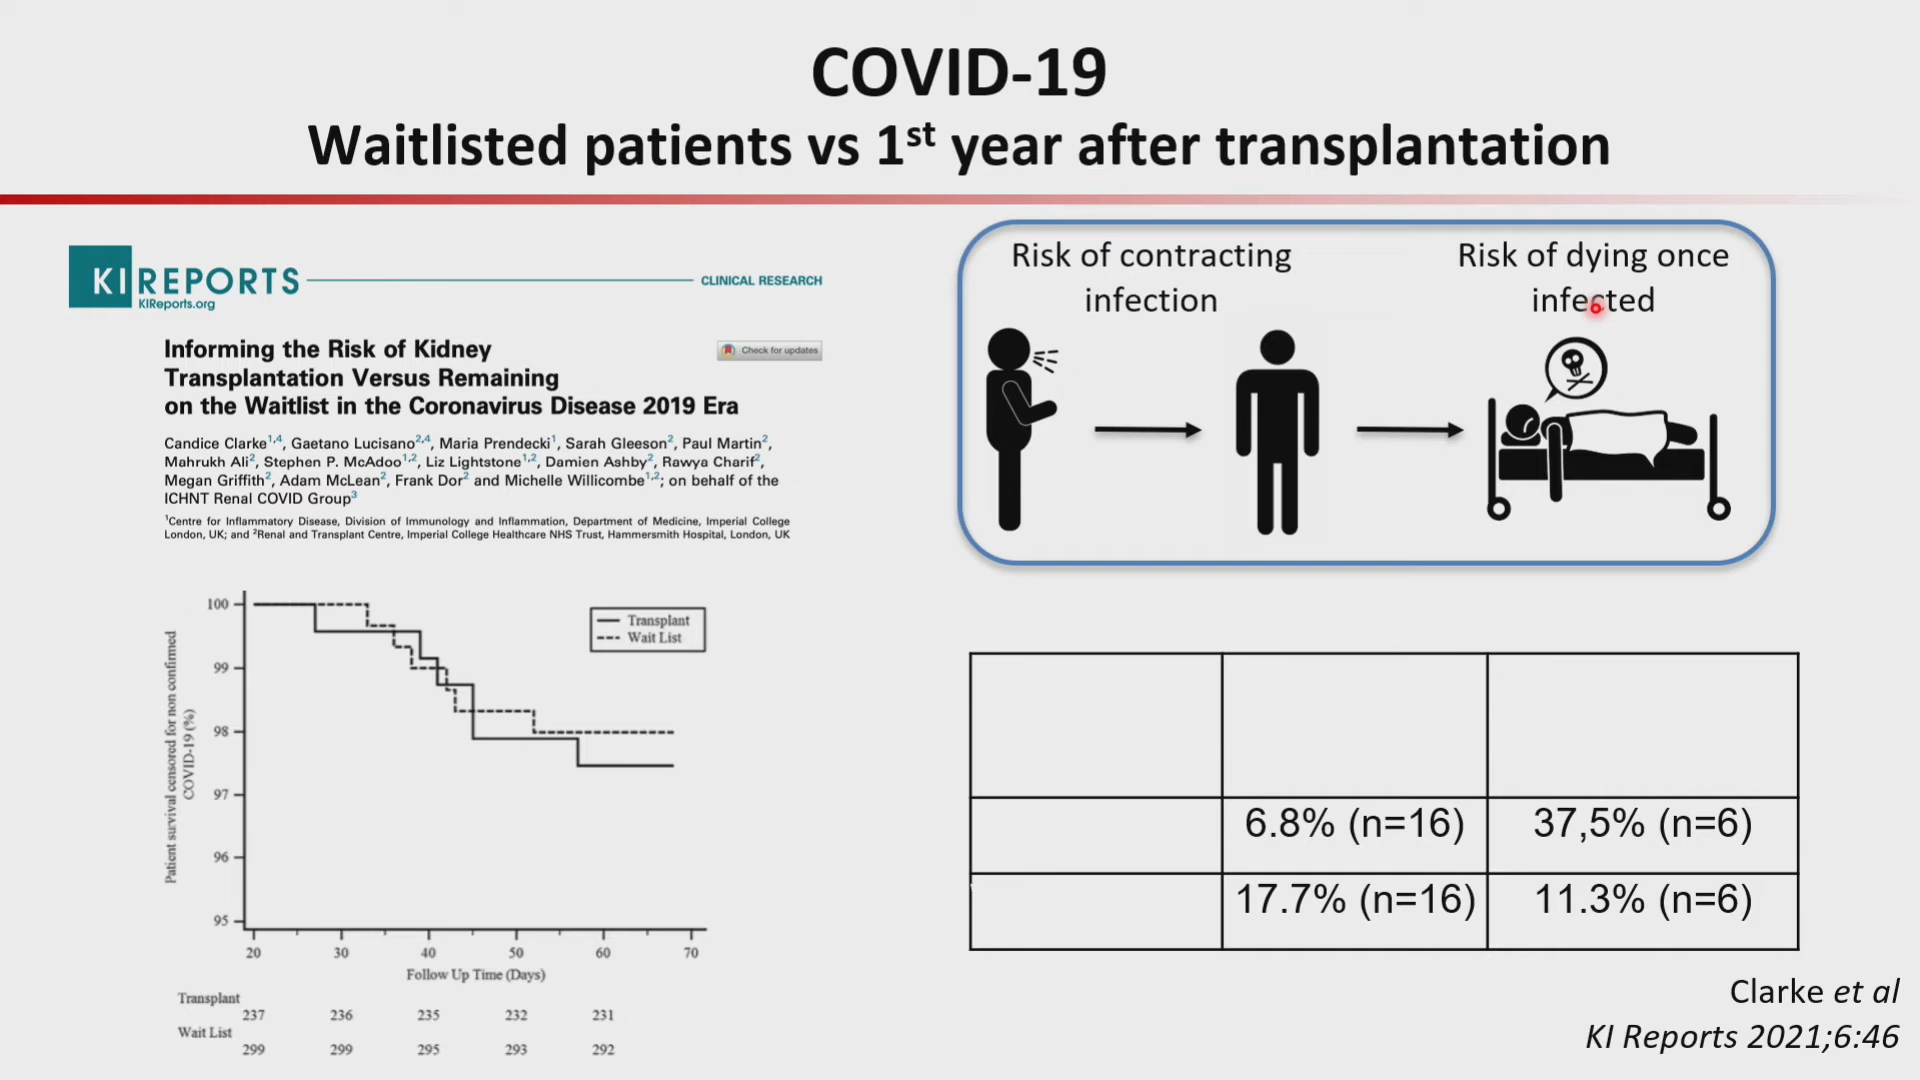 COVID-19
Waitlisted patients vs 1st year after transplantation
KI REPORTS
KIReports.org
CLINICAL RESEARCH
Informing the Risk of Kidney
Transplantation Versus Remaining
on the Waitlist in the Coronavirus Disease 2019 Era
Check for updates
Candice Clarke1,4, Gaetano Lucisano2,4, Maria Prendecki1, Sarah Gleeson2, Paul Martin2,
Mahrukh Ali2, Stephen P. McAdoo1,2, Liz Lightstone1,2, Damien Ashby2, Rawya Charif2,
Megan Griffith2, Adam McLean2, Frank Dor2 and Michelle Willicombe1,2; on behalf of the
ICHNT Renal COVID Group3
1Centre for Inflammatory Disease, Division of Immunology and Inflammation, Department of Medicine, Imperial College
London, UK; and 2Renal and Transplant Centre, Imperial College Healthcare NHS Trust, Hammersmith Hospital, London, UK
Patient survival censored for non confirmed
COVID-19 (%)
100
99
98
97
96
95
Transplant
Wait List
20 30 40 50 60 70
Follow Up Time (Days)
Transplant
237 236 235 232 231
Wait List
299 299 295 293 292
Risk of contracting
infection
Risk of dying once
infected
6.8% (n=16) 37,5% (n=6)
17.7% (n=16) 11.3% (n=6)
Clarke et al
KI Reports 2021;6:46